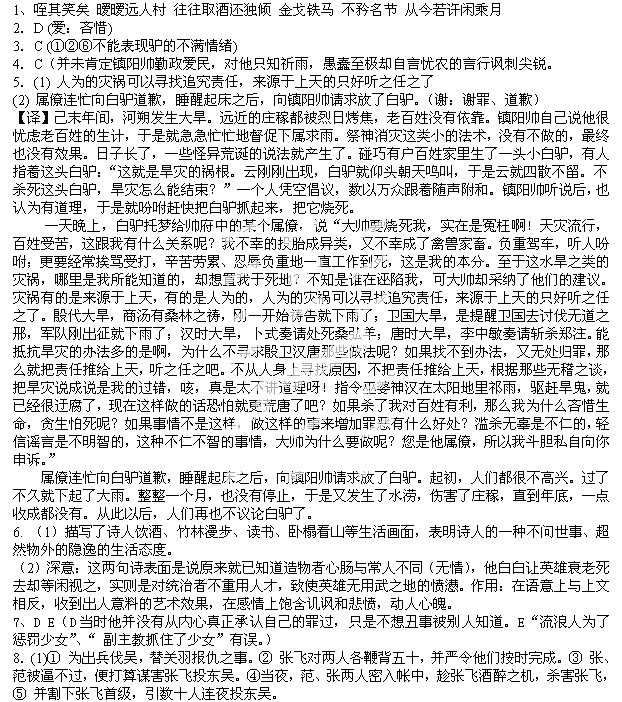 1、咥其笑矣 暧暧远人村 往往取酒还独倾 金戈铁马 不矜名节 从今若许闲乘月
2．D (爱：吝惜)
3．C (①②⑥不能表现驴的不满情绪)
4．C（并未肯定镇阳帅勤政爱民，对他只知祈雨，愚蠢至极却自言忧农的言行讽刺尖锐。
5．(1) 人为的灾祸可以寻找追究责任，来源于上天的只好听之任之了
(2) 属僚连忙向白驴道歉，睡醒起床之后，向镇阳帅请求放了白驴。（谢：谢罪、道歉）
【译】己末年间，河朔发生大旱。远近的庄稼都被烈日烤焦，老百姓没有依靠。镇阳帅自己说他很
忧虑老百姓的生计，于是就急急忙忙地督促下属求雨。祭神消灾这类小的法术，没有不做的，最终
也没有效果。日子长了，一些怪异荒诞的说法就产生了。碰巧有户百姓家里生了一头小白驴，有人
指着这头白驴：“这就是旱灾的祸根。云刚刚出现，白驴就仰头朝天鸣叫，于是云就四散不留。不
杀死这头白驴，旱灾怎么能结束？”一个人凭空倡议，数以万众跟着随声附和。镇阳帅听说后，也
认为有道理，于是就吩咐赶快把白驴抓起来，把它烧死。
一天晚上，白驴托梦给帅府中的某个属僚，说“大帅要烧死我，实在是冤枉啊！天灾流行，
百姓受苦，这跟我有什么关系呢？我不幸的投胎成异类，又不幸成了禽兽家畜。负重驾车，听人吩
咐；更要经常挨骂受打，辛苦劳累、忍辱负重地一直工作到死，这是我的本分。至于这水旱之类的
灾祸，哪里是我所能知道的，却想置我于死地？不知是谁在诬陷我，可大帅却采纳了他们的建议。
灾祸有的是来源于上天，有的是人为的，人为的灾祸可以寻找追究责任，来源于上天的只好听之任
之了。殷代大旱，商汤有桑林之祷，刚一开始祷告就下雨了；卫国大旱，是提醒卫国去讨伐无道之
邢，军队刚出征就下雨了；汉时大旱，卜式奏请处死桑弘羊；唐时大旱，李中敏奏请斩杀郑注。能
抵抗旱灾的办法多的是啊，为什么不寻求殷卫汉唐那些做法呢？如果找不到办法，又无处归罪，那
么就把责任推给上天，听之任之吧。不从人身上寻找原因，不把责任推给上天，根据那些无稽之谈，
把旱灾说成说是我的过错，咳，真是太不讲道理呀！指令巫婆神汉在太阳地里祁雨，驱赶旱鬼，就
已经很迂腐了，现在这样做的话恐怕就更荒唐了吧？如果杀了我对百姓有利，那么我为什么吝惜生
命，贪生怕死呢？如果事情不是这样，做这样的事来增加罪恶有什么好处？滥杀无辜是不仁的，轻
信谣言是不明智的，这种不仁不智的事情，大帅为什么要做呢？您是他属僚，所以我斗胆私自向你
申诉。”
属僚连忙向白驴道歉，睡醒起床之后，向镇阳帅请求放了白驴。起初，人们都很不高兴。过了
不久就下起了大雨。整整一个月，也没有停止，于是又发生了水涝，伤害了庄稼，直到年底，一点
收成都没有。从此以后，人们再也不议论白驴了。
6. （1）描写了诗人饮酒、竹林漫步、读书、卧榻看山等生活画面，表明诗人的一种不问世事、超
然物外的隐逸的生活态度。
（2）深意：这两句诗表面是说原来就已知道造物者心肠与常人不同（无情），他白白让英雄衰老死
去却等闲视之，实则是对统治者不重用人才，致使英雄无用武之地的愤懑。作用：在语意上与上文
相反，收到出人意料的艺术效果，在感情上饱含讥讽和悲愤，动人心魄。
7、D E（D当时他并没有从内心真正承认自己的罪过，只是不想丑事被别人知道。E“流浪人为了
惩罚少女”、“ 副主教抓住了少女”有误。）
8. (1)① 为出兵伐吴，替关羽报仇之事。② 张飞对两人各鞭背五十，并严令他们按时完成。③ 张、
范被逼不过，便打算谋害张飞投东吴。④当夜，范、张两人密入帐中，趁张飞酒醉之机，杀害张飞，
⑤ 并割下张飞首级，引数十人连夜投东吴。